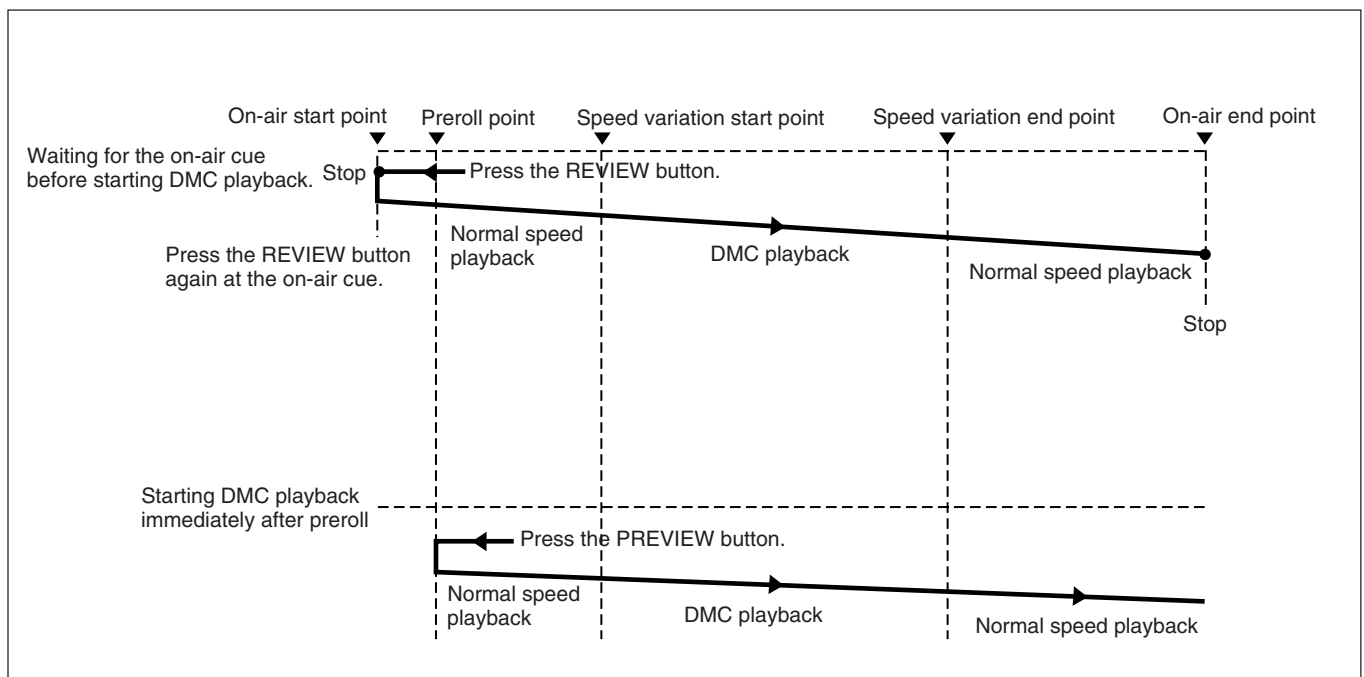 On-air start point
Preroll point
Speed variation start point
Speed variation end point
On-air end point
Waiting for the on-air cue
before starting DMC playback.
Stop
Press the REVIEW button.
Press the REVIEW button
again at the on-air cue.
Normal speed
playback
DMC playback
Normal speed playback
Stop
Starting DMC playback
immediately after preroll
Press the PREVIEW button.
Normal speed
playback
DMC playback
Normal speed playback